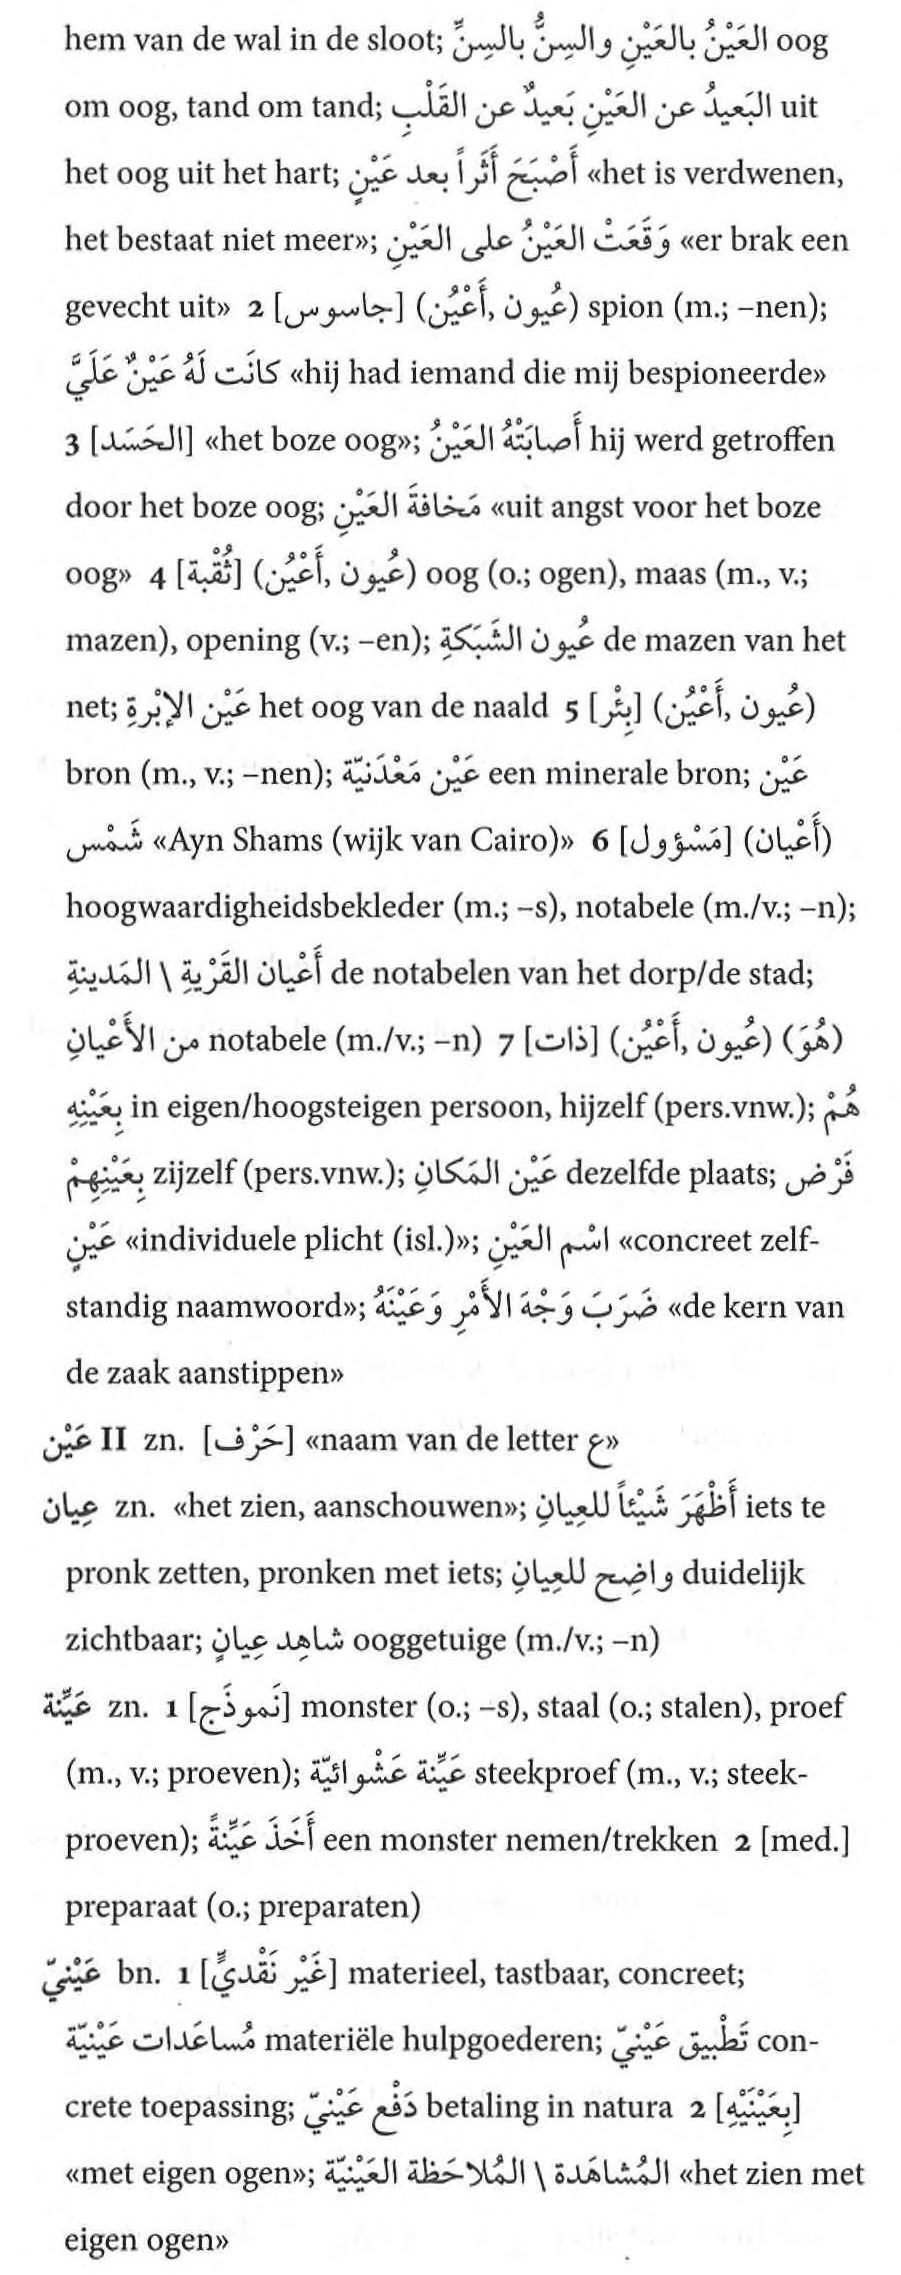 hem van de wal in de sloot; العَيْنُ بالعَيْنِ والسِنُّ بالسِنِّ oog
om oog, tand om tand; البَعيدُ عن العَيْنِ بَعيدٌ عن القَلْبِ uit
het oog uit het hart; أَصْبَحَ أَثَراً بعد عَيْنٍ «het is verdwenen,
het bestaat niet meer»; وَقَعَتْ العَيْنُ على العَيْنِ «er brak een
gevecht uit» 2 [جاسوس] (عُيون ,أَعْيُن) spion (m.; –nen);
كانَت لَهُ عَيْنٌ عَلَيَّ «hij had iemand die mij bespioneerde»
3 [الحَسَد] «het boze oog»; أَصابَتْهُ العَيْنُ hij werd getroffen
door het boze oog; مَخافةَ العَيْنِ «uit angst voor het boze
oog» 4 [ثُقْبة] (عُيون ,أَعْيُن) oog (o.; ogen), maas (m., v.;
mazen), opening (v.; –en); عُيون الشَبَكةِ de mazen van het
net; عَيْن الإبْرةِ het oog van de naald 5 [بِئْر] (عُيون ,أَعْيُن)
bron (m., v.; –nen); عَيْن مَعْدَنيّة een minerale bron; عَيْن
شَمْس «Ayn Shams (wijk van Cairo)» 6 [مَسْؤول] (أَعْيان)
hoogwaardigheidsbekleder (m.; –s), notabele (m./v.; –n);
أَعْيان القَرْيةِ \ المَدينةِ de notabelen van het dorp/de stad;
من الأَعْيانِ notabele (m./v.; –n) 7 [ذات] (عُيون ,أَعْيُن) (هُوَ)
بِعَيْنِهِ in eigen/hoogsteigen persoon, hijzelf (pers.vnw.); هُمْ
بِعَيْنِهِمْ zijzelf (pers.vnw.); عَيْن المَكانِ dezelfde plaats; فَرْض
عَيْنٍ «individuele plicht (isl.)»; اسْم العَيْنِ «concreet zelf-
standig naamwoord»; ضَرَبَ وَجْهَ الأَمْرِ وَعَيْنَهُ «de kern van
de zaak aanstippen»
عَيْن II zn. [حَرْف] «naam van de letter ع»
عِيان zn. «het zien, aanschouwen»; أَظْهَرَ شَيْئاً للعِيانِ iets te
pronk zetten, pronken met iets; واضِح للعِيانِ duidelijk
zichtbaar; شاهِد عِيانٍ ooggetuige (m./v.; –n)
عَيِّنة zn. 1 [نَموذَج] monster (o.; –s), staal (o.; stalen), proef
(m., v.; proeven); عَيِّنة عَشْوائيّة steekproef (m., v.; steek-
proeven); أَخَذَ عَيِّنةً een monster nemen/trekken 2 [med.]
preparaat (o.; preparaten)
عَيْنيّ bn. 1 [غَيْر نَقْديٍّ] materieel, tastbaar, concreet;
مُساعَدات عَيْنيّة materiële hulpgoederen; تَطْبيق عَيْنيّ con-
crete toepassing; دَفْع عَيْنيّ betaling in natura 2 [بِعَيْنَيْهِ]
«met eigen ogen»; المُشاهَدة \ المُلاحَظة العَيْنيّة «het zien met
eigen ogen»